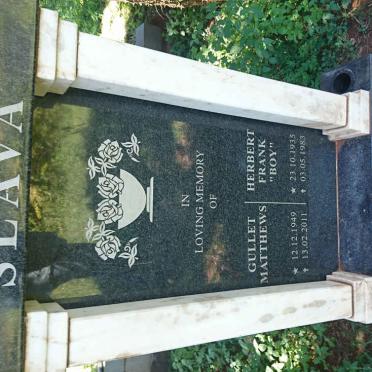 SLAVA
IN
LOVING MEMORY
OF
GULLET
MATTHEWS
* 12.12.1949
† 13.02.2011
HERBERT
FRANK
"BOY"
* 23.10.1935
† 03.05.1983